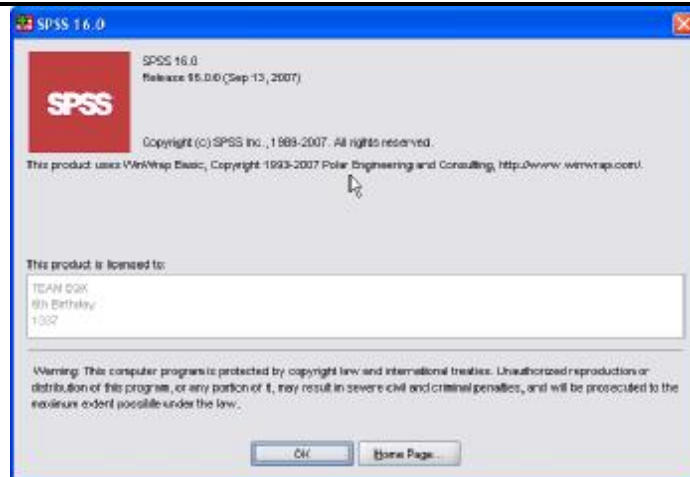 SPSS 16.0
SPSS 16.0
Release 16.0.0 (Sep 13, 2007)
SPSS
Copyright (c) SPSS Inc., 1989-2007. All rights reserved.
This product uses WinWrap Basic, Copyright 1993-2007 Polar Engineering and Consulting, http://www.winwrap.com/.
This product is licensed to:
TEAM EQX
6th Birthday
1337
Warning: This computer program is protected by copyright law and international treaties. Unauthorized reproduction or
distribution of this program, or any portion of it, may result in severe civil and criminal penalties, and will be prosecuted to the
maximum extent possible under the law.
OK
Home Page...